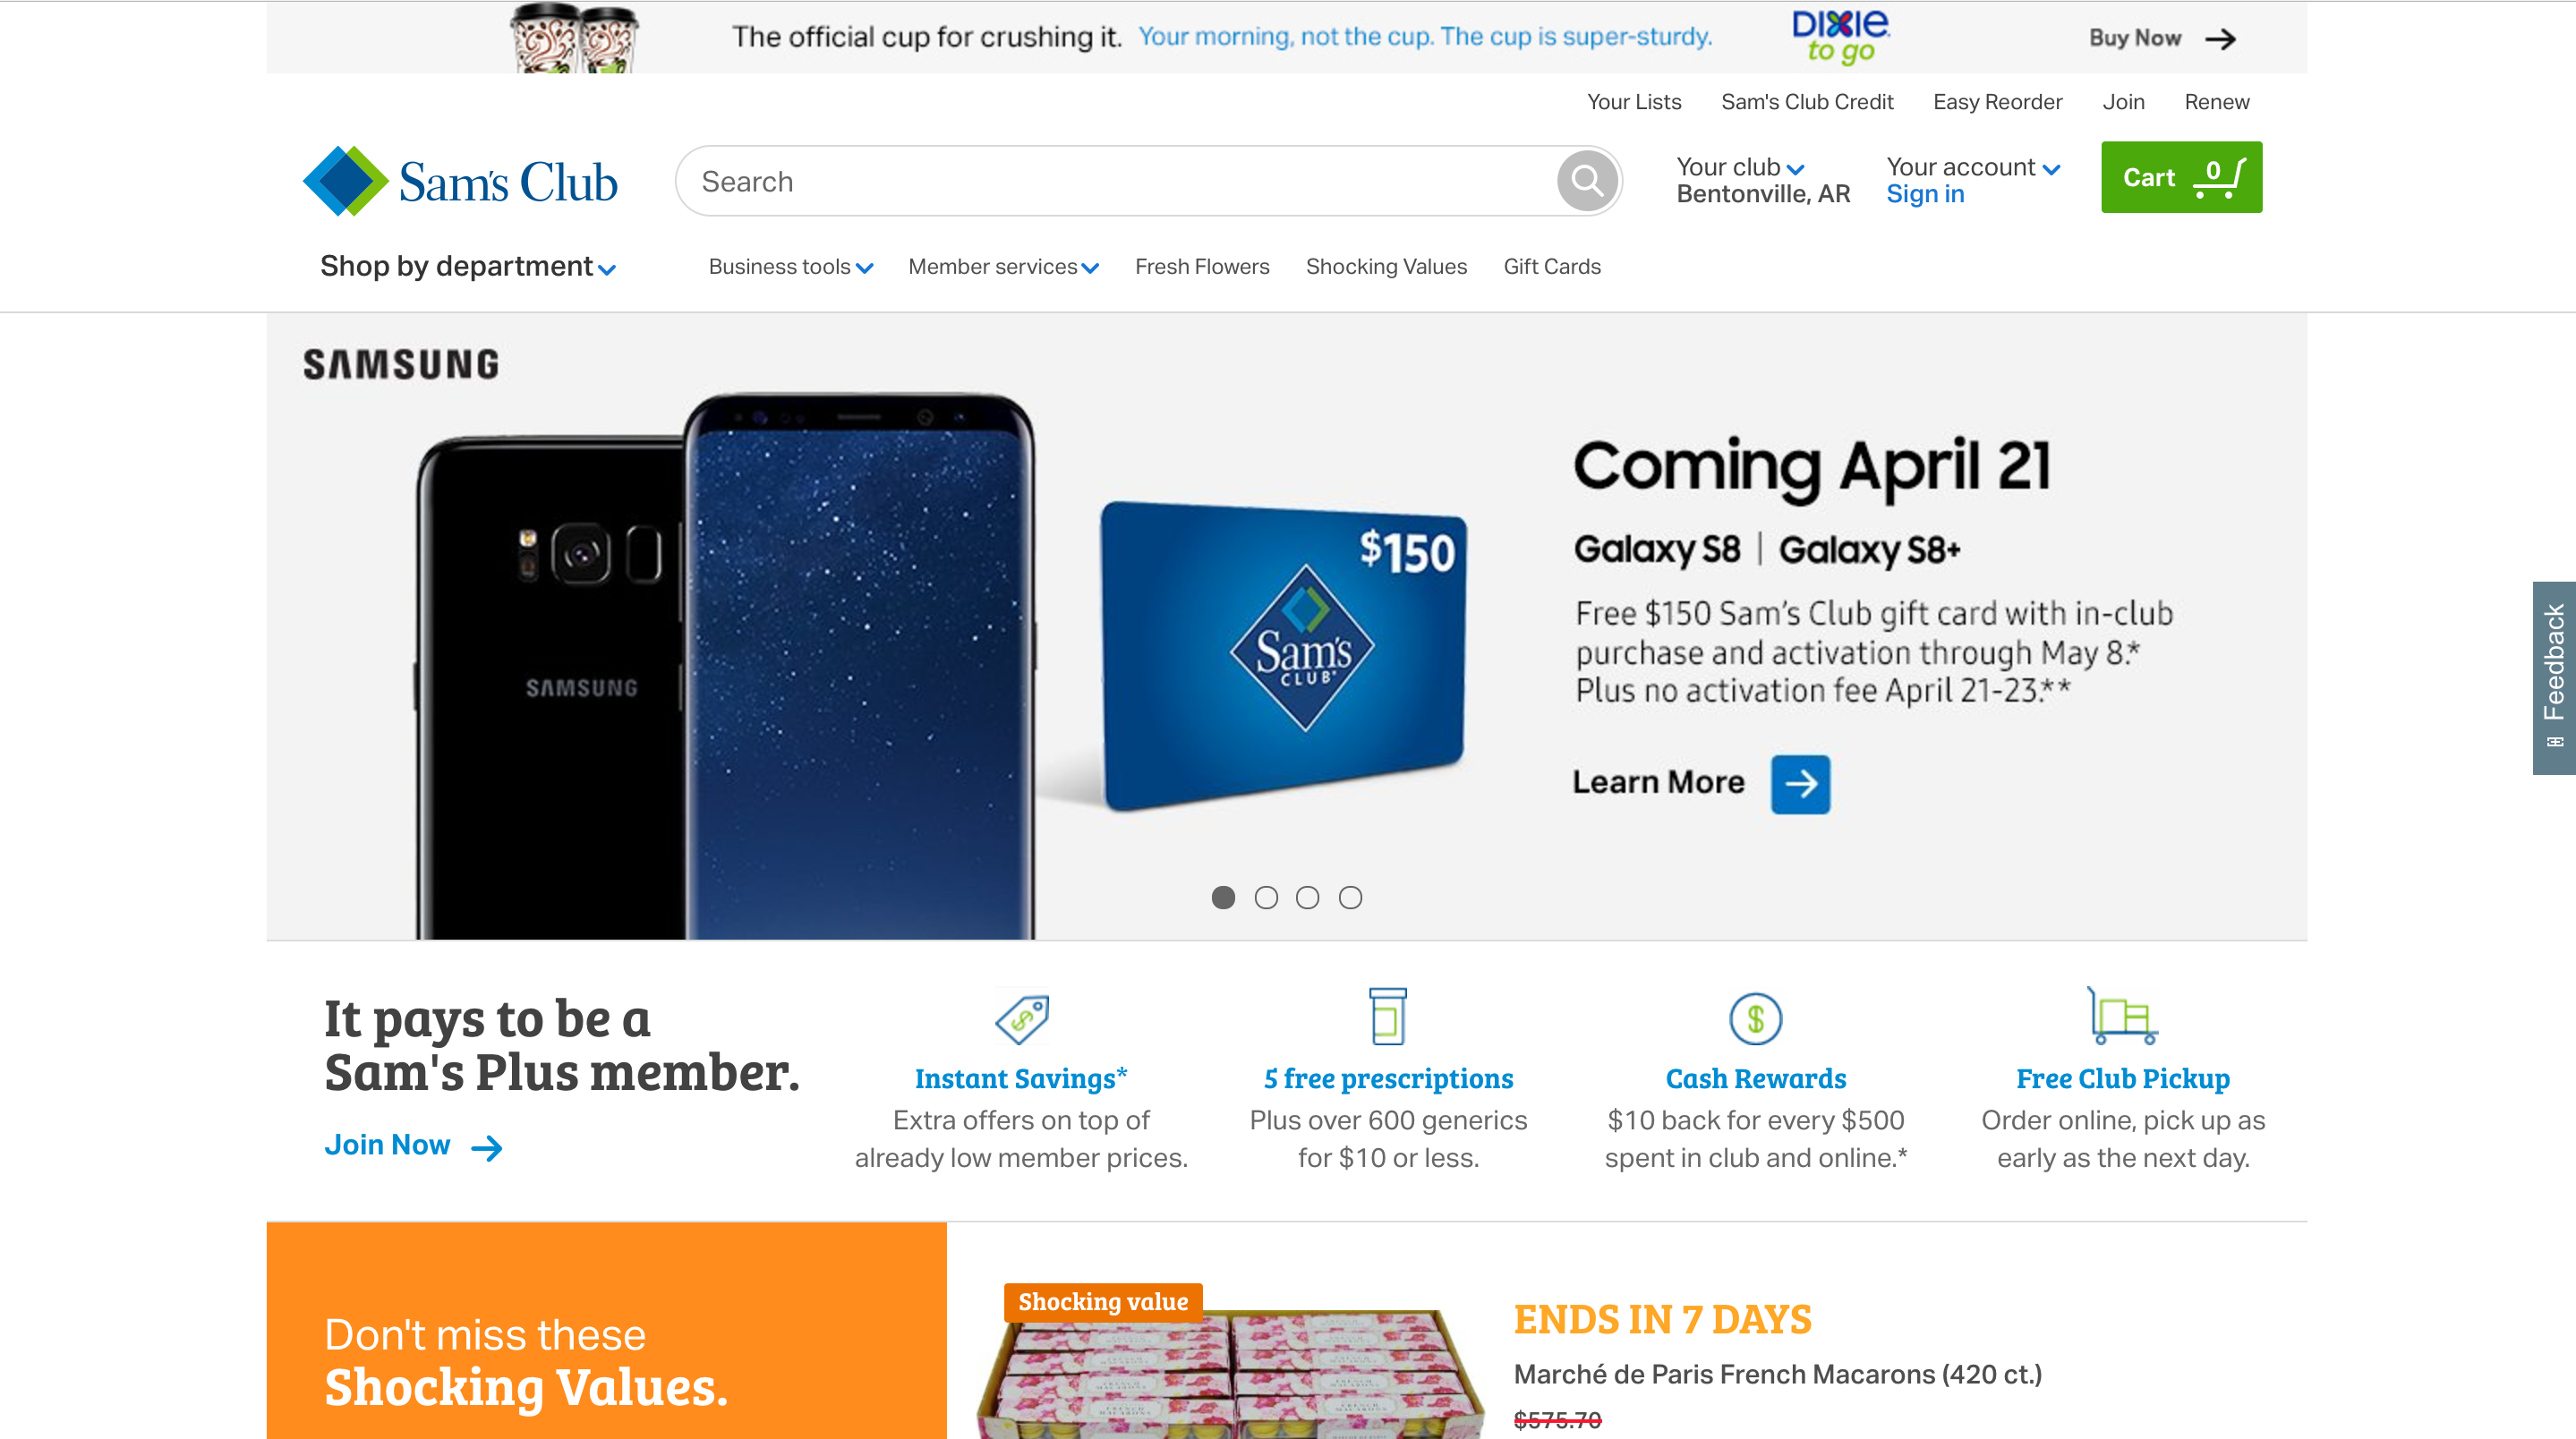 The official cup for crushing it. Your morning, not the cup. The cup is super-sturdy. DIXIE to go Buy Now
Your Lists Sam's Club Credit Easy Reorder Join Renew
Sam's Club Search Your club Your account Cart 0
Bentonville, AR Sign in
Shop by department Business tools Member services Fresh Flowers Shocking Values Gift Cards
SAMSUNG
SAMSUNG
$150
Sam's
CLUB
Coming April 21
Galaxy S8 | Galaxy S8+
Free $150 Sam's Club gift card with in-club
purchase and activation through May 8.*
Plus no activation fee April 21-23.**
Learn More
Feedback
It pays to be a
Sam's Plus member.
Join Now
Instant Savings*
Extra offers on top of
already low member prices.
5 free prescriptions
Plus over 600 generics
for $10 or less.
Cash Rewards
$10 back for every $500
spent in club and online.*
Free Club Pickup
Order online, pick up as
early as the next day.
Don't miss these
Shocking Values.
Shocking value
ENDS IN 7 DAYS
Marché de Paris French Macarons (420 ct.)
$575.70